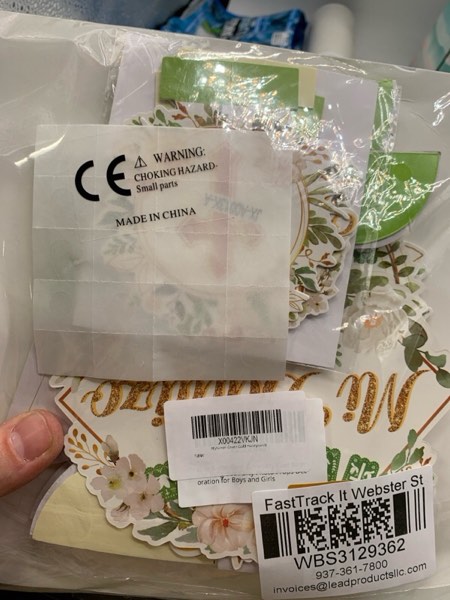 CE
⚠ WARNING:
CHOKING HAZARD-
Small parts
MADE IN CHINA
Mi
X00422VKJN
oration for Boys and Girls
FastTrack It Webster St
WBS3129362
937-361-7800
invoices@leadproductsllc.com